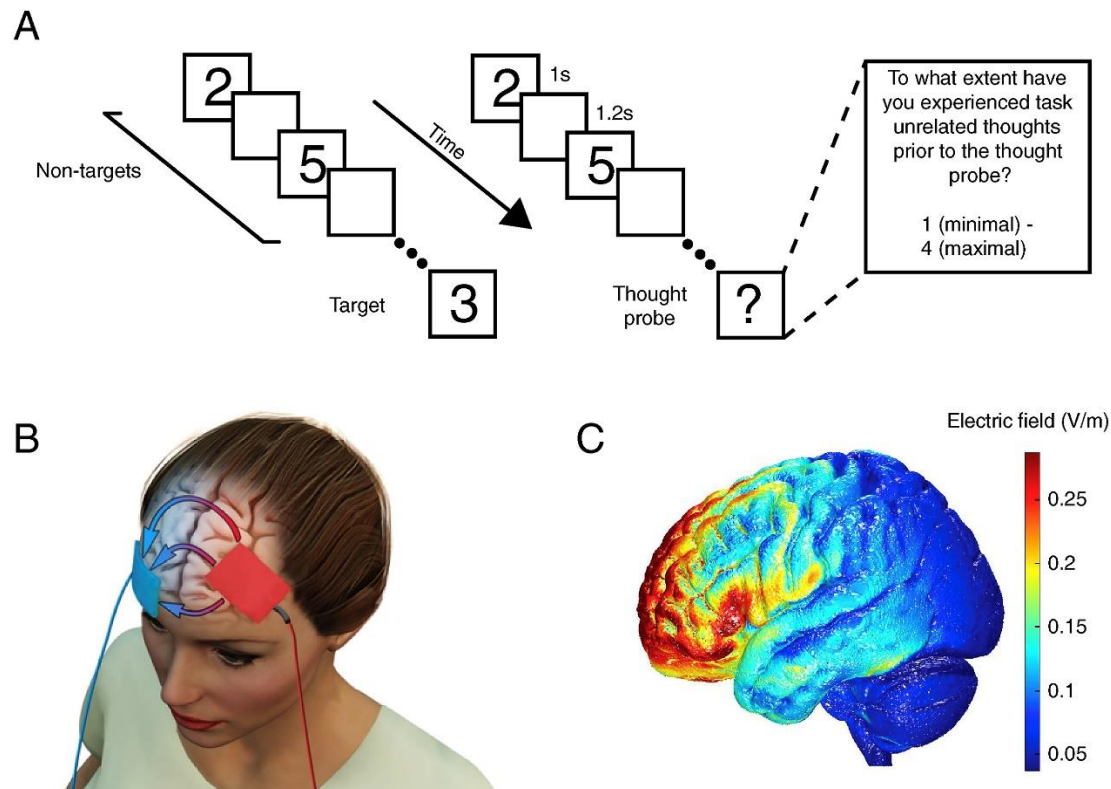 A
2
5
Non-targets
Target
3
Time
2
1s
1.2s
5
Thought
probe
?
To what extent have
you experienced task
unrelated thoughts
prior to the thought
probe?
1 (minimal) -
4 (maximal)
B
C
Electric field (V/m)
0.25
0.2
0.15
0.1
0.05